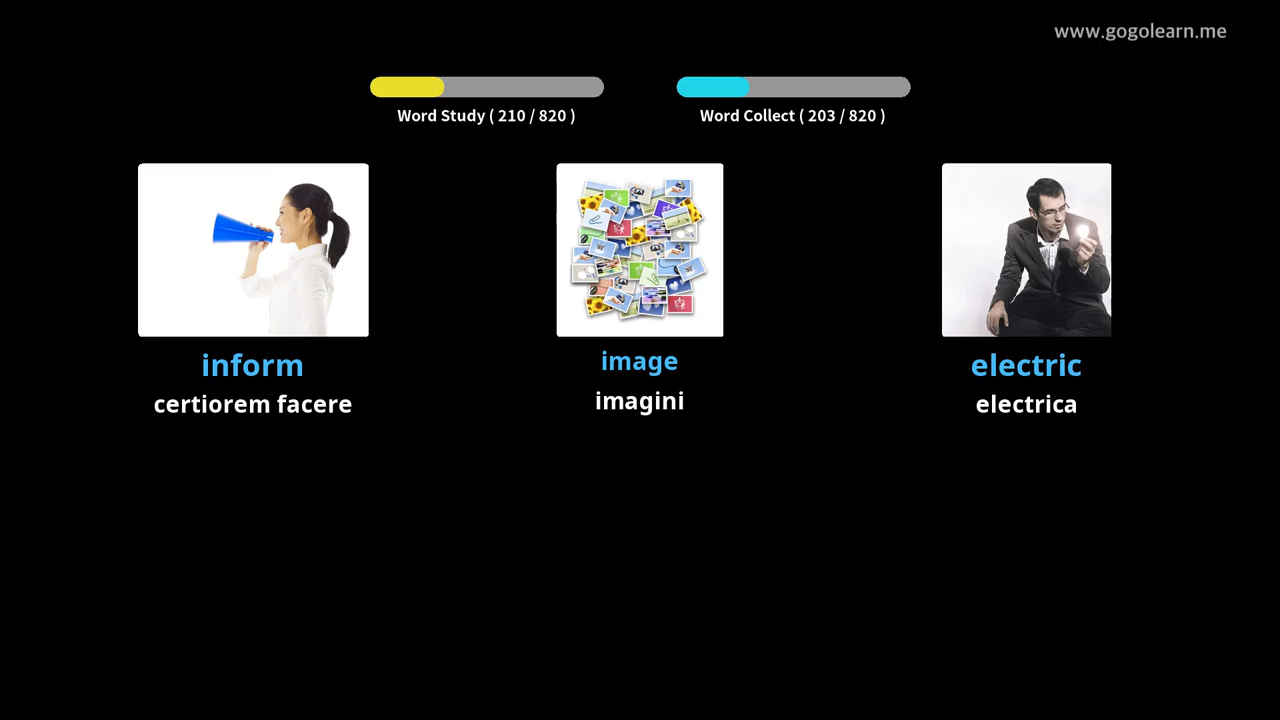 www.gogolearn.me
Word Study ( 210 / 820 )
Word Collect ( 203 / 820 )
inform
certiorem facere
image
imagini
electric
electrica